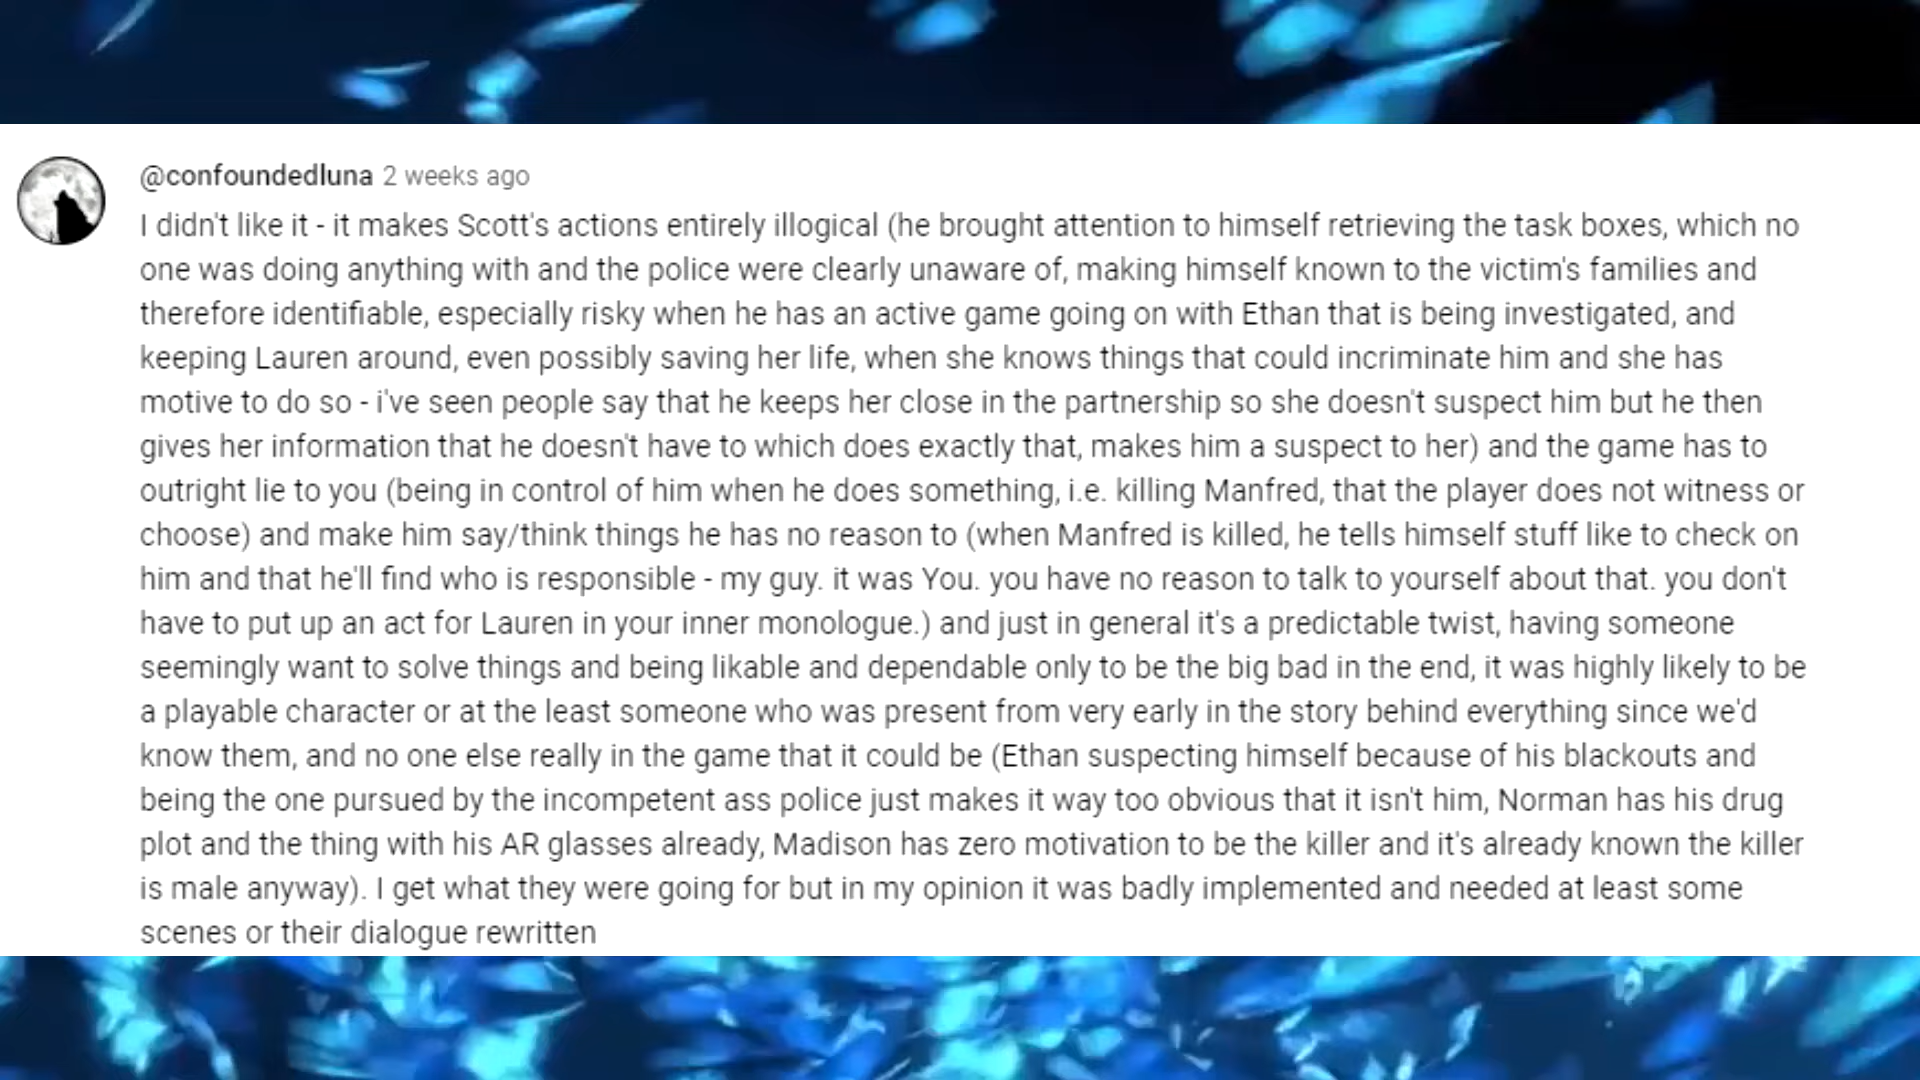 @confoundedluna 2 weeks ago
I didn't like it - it makes Scott's actions entirely illogical (he brought attention to himself retrieving the task boxes, which no
one was doing anything with and the police were clearly unaware of, making himself known to the victim's families and
therefore identifiable, especially risky when he has an active game going on with Ethan that is being investigated, and
keeping Lauren around, even possibly saving her life, when she knows things that could incriminate him and she has
motive to do so - i've seen people say that he keeps her close in the partnership so she doesn't suspect him but he then
gives her information that he doesn't have to which does exactly that, makes him a suspect to her) and the game has to
outright lie to you (being in control of him when he does something, i.e. killing Manfred, that the player does not witness or
choose) and make him say/think things he has no reason to (when Manfred is killed, he tells himself stuff like to check on
him and that he'll find who is responsible - my guy. it was You. you have no reason to talk to yourself about that. you don't
have to put up an act for Lauren in your inner monologue.) and just in general it's a predictable twist, having someone
seemingly want to solve things and being likable and dependable only to be the big bad in the end, it was highly likely to be
a playable character or at the least someone who was present from very early in the story behind everything since we'd
know them, and no one else really in the game that it could be (Ethan suspecting himself because of his blackouts and
being the one pursued by the incompetent ass police just makes it way too obvious that it isn't him, Norman has his drug
plot and the thing with his AR glasses already, Madison has zero motivation to be the killer and it's already known the killer
is male anyway). I get what they were going for but in my opinion it was badly implemented and needed at least some
scenes or their dialogue rewritten